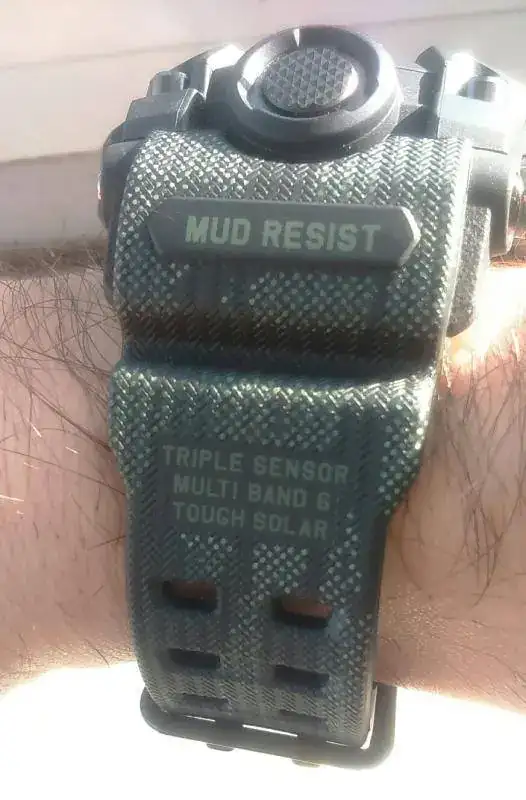 MUD RESIST
TRIPLE SENSOR
MULTI BAND 6
TOUGH SOLAR